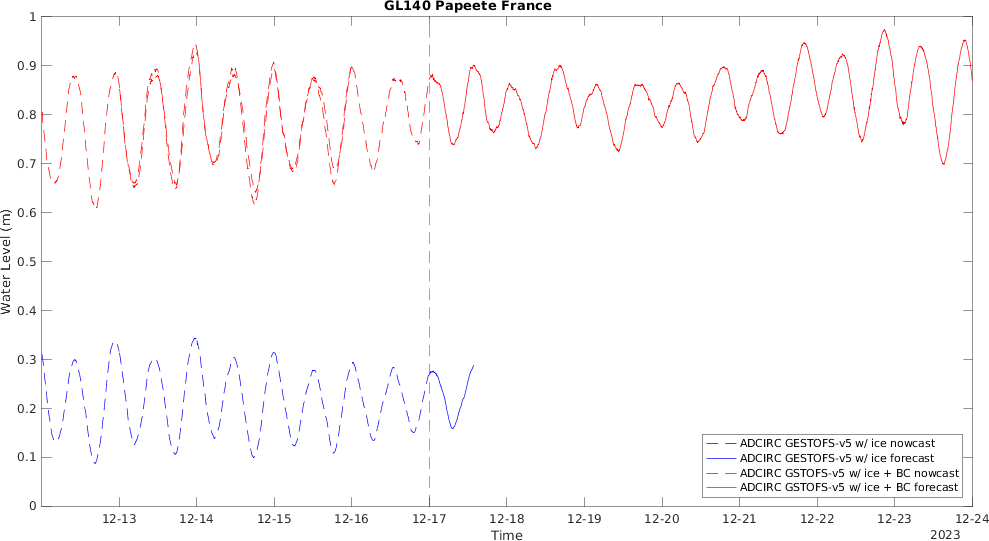 GL140 Papeete France
1
0.9
0.8
0.7
0.6
0.5
0.4
0.3
0.2
0.1
0
Water Level (m)
12-13 12-14 12-15 12-16 12-17 12-18 12-19 12-20 12-21 12-22 12-23 12-24
Time
2023
ADCIRC GESTOFS-v5 w/ ice nowcast
ADCIRC GESTOFS-v5 w/ ice forecast
ADCIRC GSTOFS-v5 w/ ice + BC nowcast
ADCIRC GSTOFS-v5 w/ ice + BC forecast